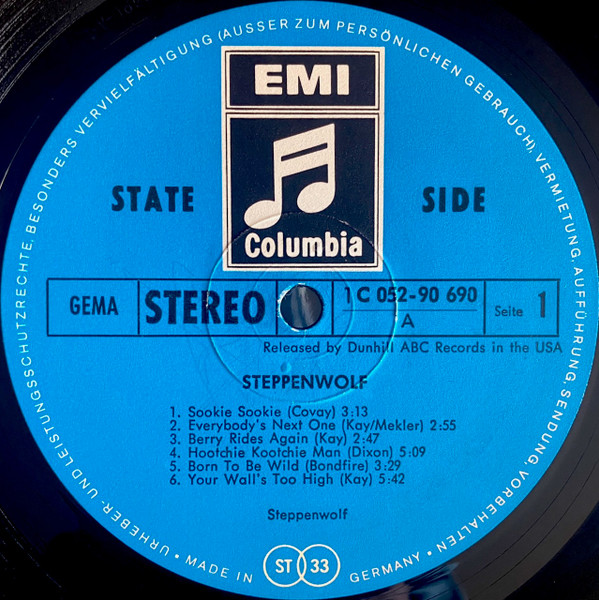 URHEBER- UND LEISTUNGSSCHUTZRECHTE, BESONDERS VERVIELFÄLTIGUNG (AUSSER ZUM PERSÖNLICHEN GEBRAUCH), VERMIETUNG, AUFFÜHRUNG, SENDUNG, VORBEHALTEN •
EMI
STATE SIDE
Columbia
GEMA STEREO 1 C 052-90 690 Seite 1
A
Released by Dunhill ABC Records in the USA
STEPPENWOLF
1. Sookie Sookie (Covay) 3:13
2. Everybody's Next One (Kay/Mekler) 2:55
3. Berry Rides Again (Kay) 2:47
4. Hootchie Kootchie Man (Dixon) 5:09
5. Born To Be Wild (Bondfire) 3:29
6. Your Wall's Too High (Kay) 5:42
Steppenwolf
• MADE IN ST 33 GERMANY •